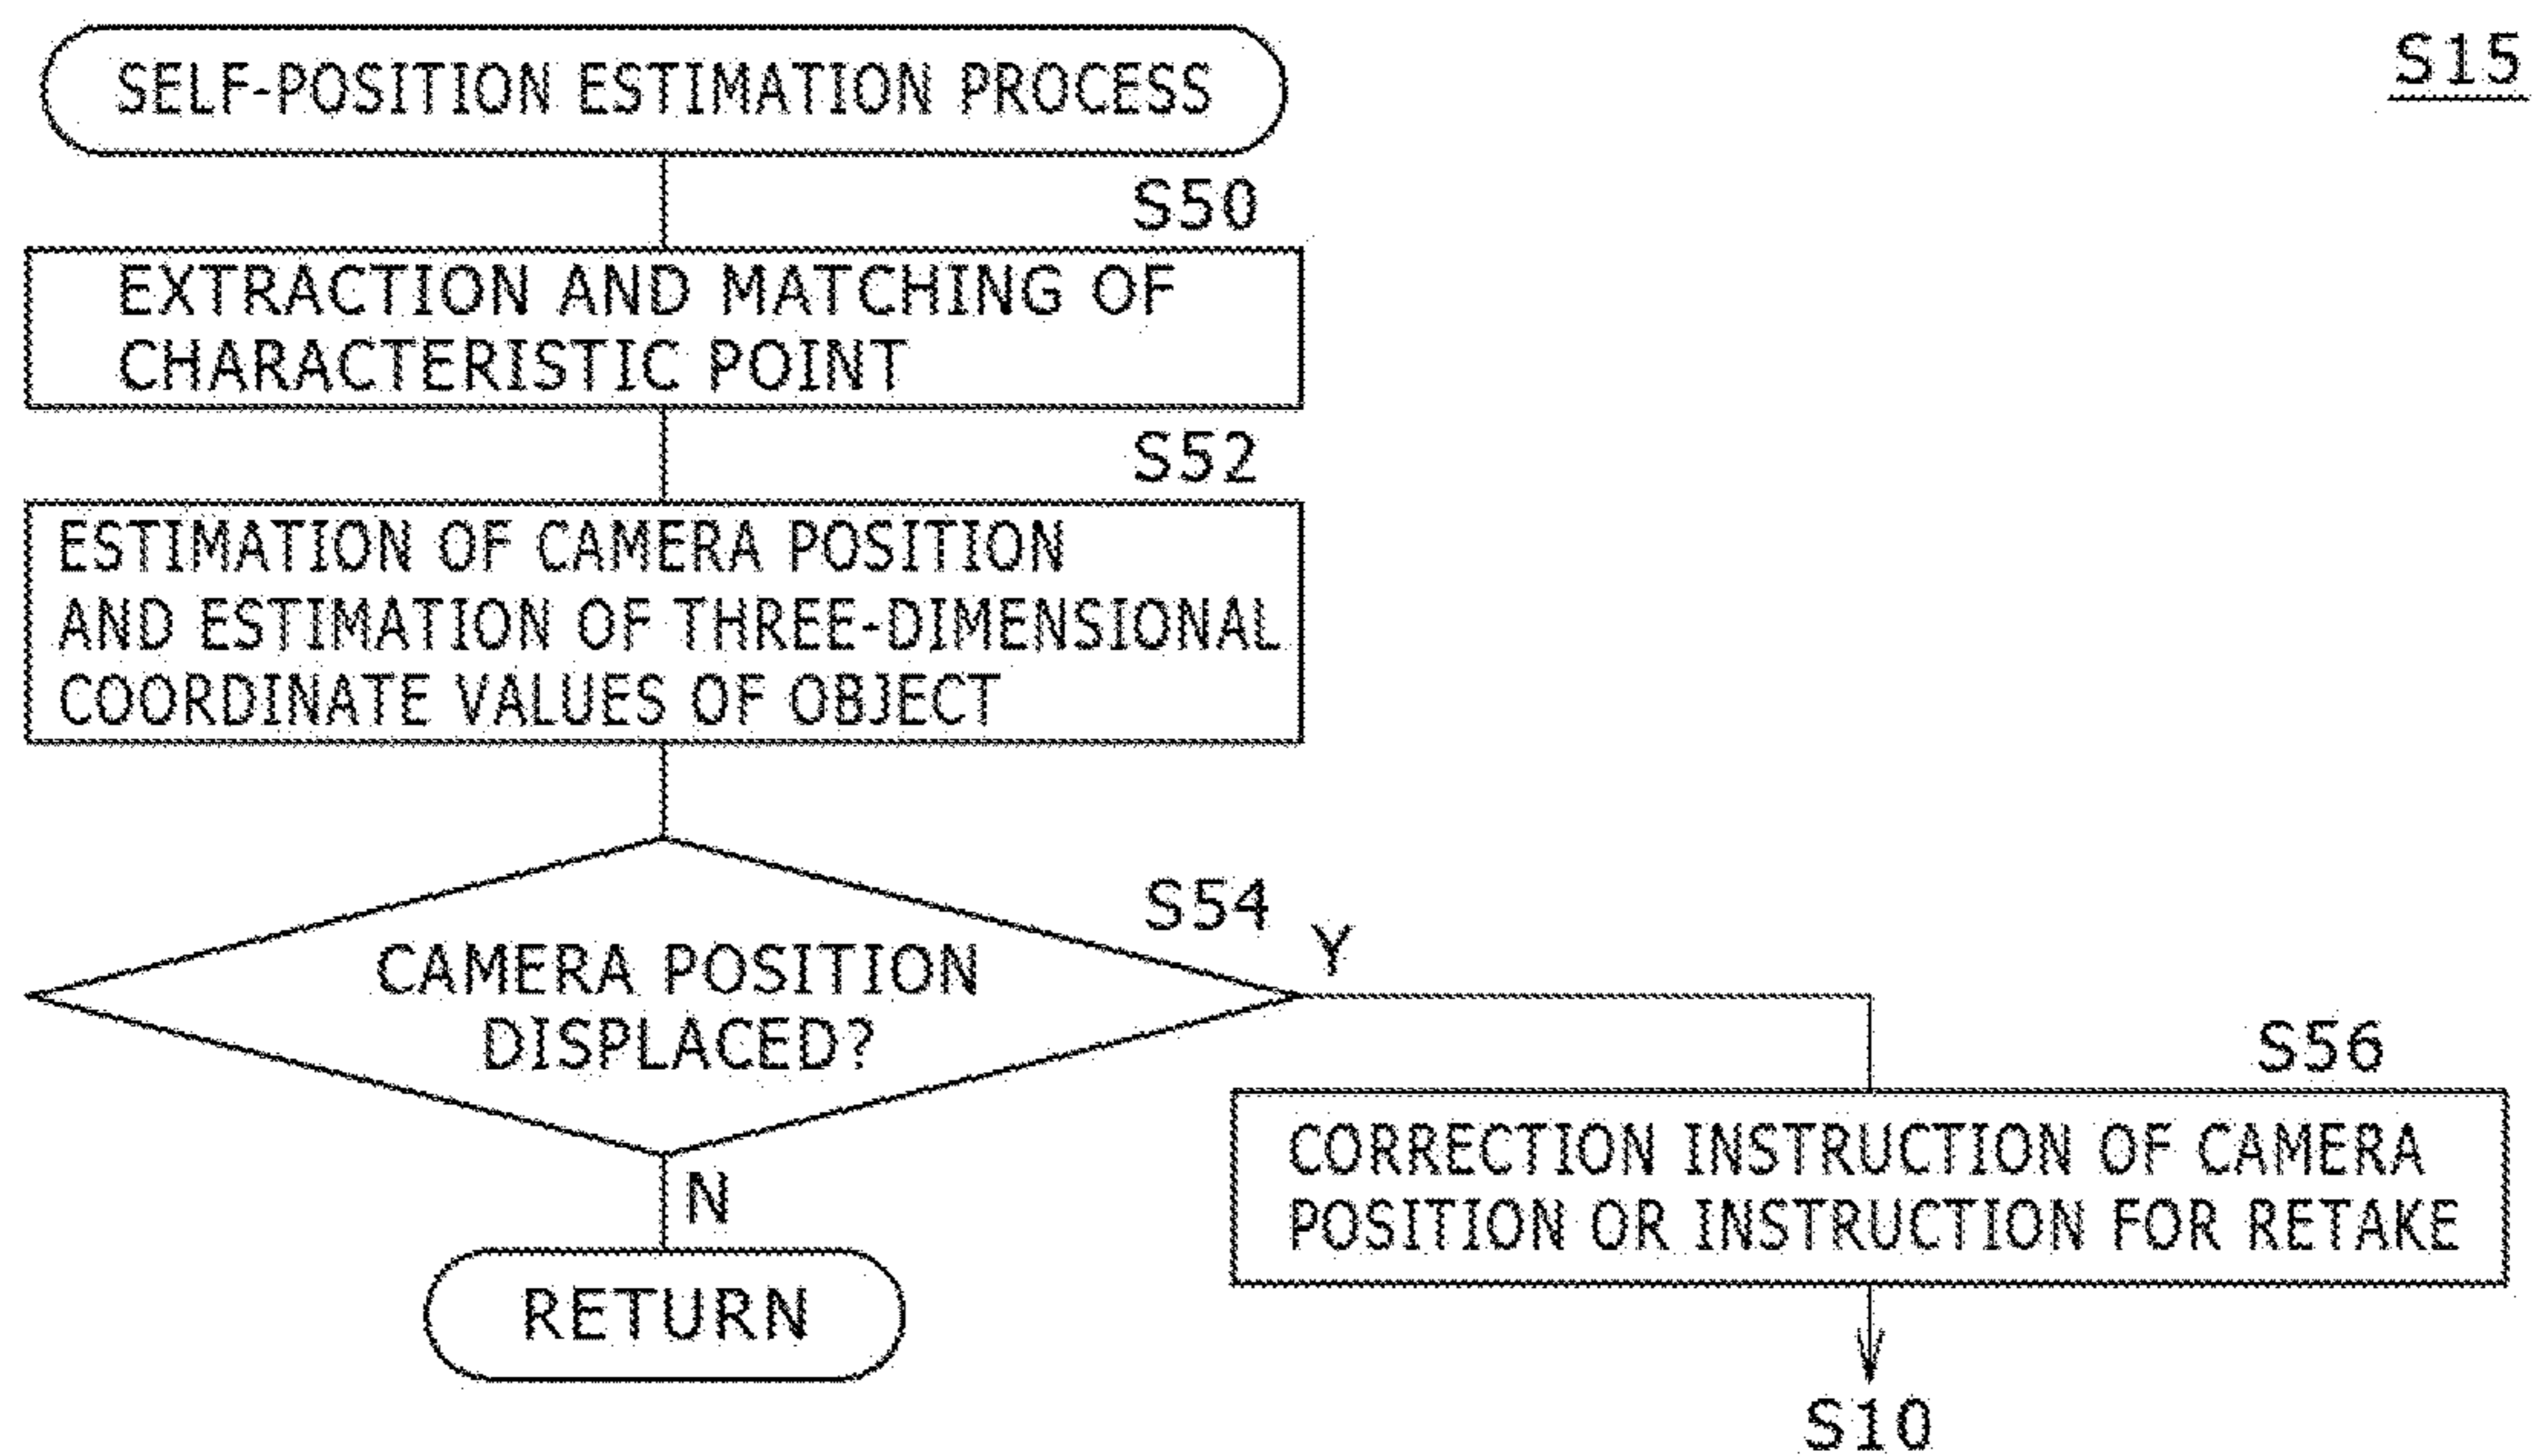 SELF-POSITION ESTIMATION PROCESS
S15
S50
EXTRACTION AND MATCHING OF
CHARACTERISTIC POINT
S52
ESTIMATION OF CAMERA POSITION
AND ESTIMATION OF THREE-DIMENSIONAL
COORDINATE VALUES OF OBJECT
S54
Y
CAMERA POSITION
DISPLACED?
S56
CORRECTION INSTRUCTION OF CAMERA
POSITION OR INSTRUCTION FOR RETAKE
N
RETURN
S10